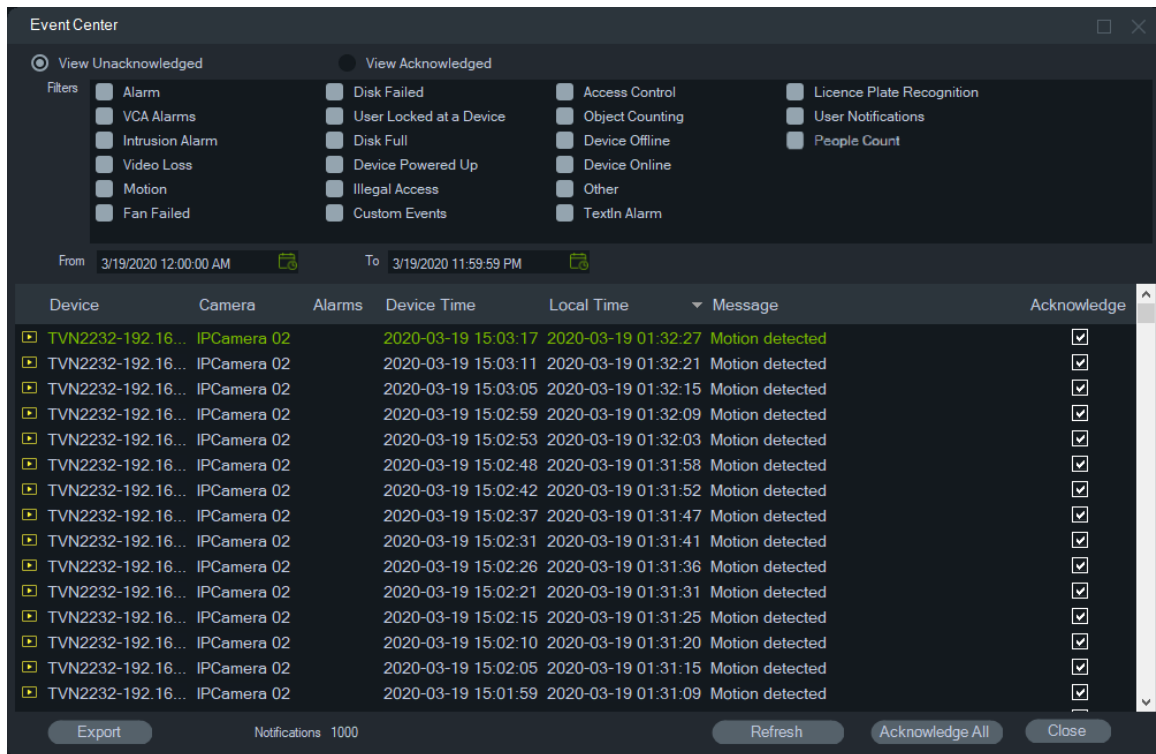 Event Center
View Unacknowledged View Acknowledged
Filters Alarm Disk Failed Access Control Licence Plate Recognition
VCA Alarms User Locked at a Device Object Counting User Notifications
Intrusion Alarm Disk Full Device Offline People Count
Video Loss Device Powered Up Device Online
Motion Illegal Access Other
Fan Failed Custom Events TextIn Alarm
From 3/19/2020 12:00:00 AM To 3/19/2020 11:59:59 PM
Device Camera Alarms Device Time Local Time Message Acknowledge
TVN2232-192.16... IPCamera 02 2020-03-19 15:03:17 2020-03-19 01:32:27 Motion detected
TVN2232-192.16... IPCamera 02 2020-03-19 15:03:11 2020-03-19 01:32:21 Motion detected
TVN2232-192.16... IPCamera 02 2020-03-19 15:03:05 2020-03-19 01:32:15 Motion detected
TVN2232-192.16... IPCamera 02 2020-03-19 15:02:59 2020-03-19 01:32:09 Motion detected
TVN2232-192.16... IPCamera 02 2020-03-19 15:02:53 2020-03-19 01:32:03 Motion detected
TVN2232-192.16... IPCamera 02 2020-03-19 15:02:48 2020-03-19 01:31:58 Motion detected
TVN2232-192.16... IPCamera 02 2020-03-19 15:02:42 2020-03-19 01:31:52 Motion detected
TVN2232-192.16... IPCamera 02 2020-03-19 15:02:37 2020-03-19 01:31:47 Motion detected
TVN2232-192.16... IPCamera 02 2020-03-19 15:02:31 2020-03-19 01:31:41 Motion detected
TVN2232-192.16... IPCamera 02 2020-03-19 15:02:26 2020-03-19 01:31:36 Motion detected
TVN2232-192.16... IPCamera 02 2020-03-19 15:02:21 2020-03-19 01:31:31 Motion detected
TVN2232-192.16... IPCamera 02 2020-03-19 15:02:15 2020-03-19 01:31:25 Motion detected
TVN2232-192.16... IPCamera 02 2020-03-19 15:02:10 2020-03-19 01:31:20 Motion detected
TVN2232-192.16... IPCamera 02 2020-03-19 15:02:05 2020-03-19 01:31:15 Motion detected
TVN2232-192.16... IPCamera 02 2020-03-19 15:01:59 2020-03-19 01:31:09 Motion detected
Export Notifications 1000 Refresh Acknowledge All Close